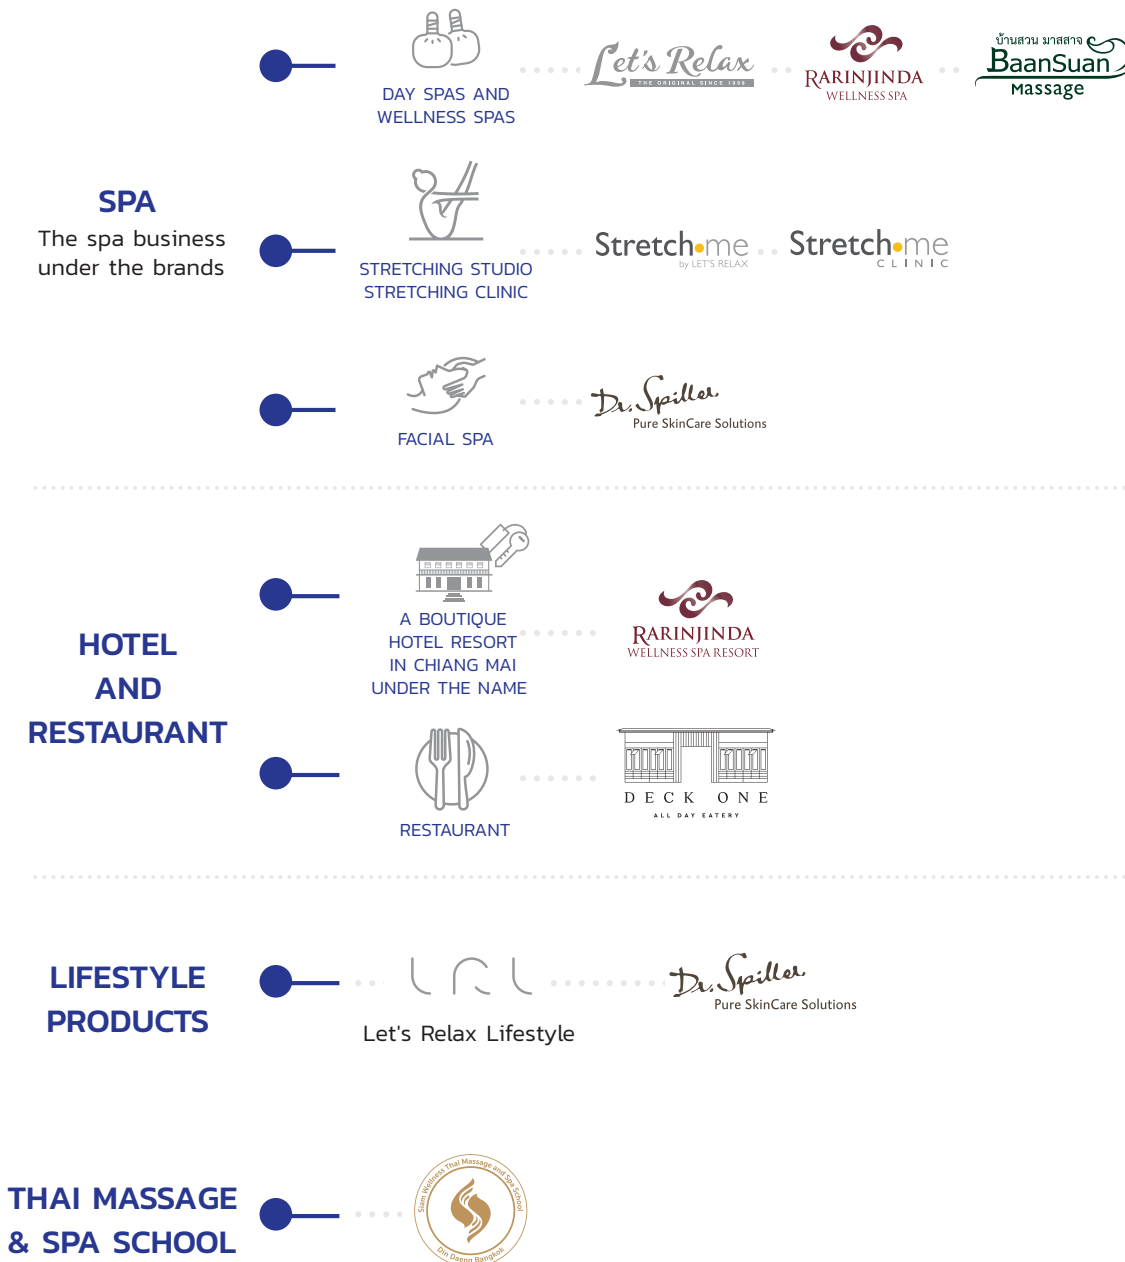 DAY SPAS AND
WELLNESS SPAS
Let's Relax
THE ORIGINAL SINCE 1998
RARINJINDA
WELLNESS SPA
บ้านสวน มาสสาจ
BaanSuan
Massage
SPA
The spa business
under the brands
STRETCHING STUDIO
STRETCHING CLINIC
Stretch me
by LET'S RELAX
Stretch me
CLINIC
FACIAL SPA
Dr. Spiller
Pure SkinCare Solutions
HOTEL
AND
RESTAURANT
A BOUTIQUE
HOTEL RESORT
IN CHIANG MAI
UNDER THE NAME
RARINJINDA
WELLNESS SPA RESORT
RESTAURANT
DECK ONE
ALL DAY EATERY
LIFESTYLE
PRODUCTS
LRL
Let's Relax Lifestyle
Dr. Spiller
Pure SkinCare Solutions
THAI MASSAGE
& SPA SCHOOL
Siam Wellness Thai Massage and Spa School
Din Daeng Bangkok